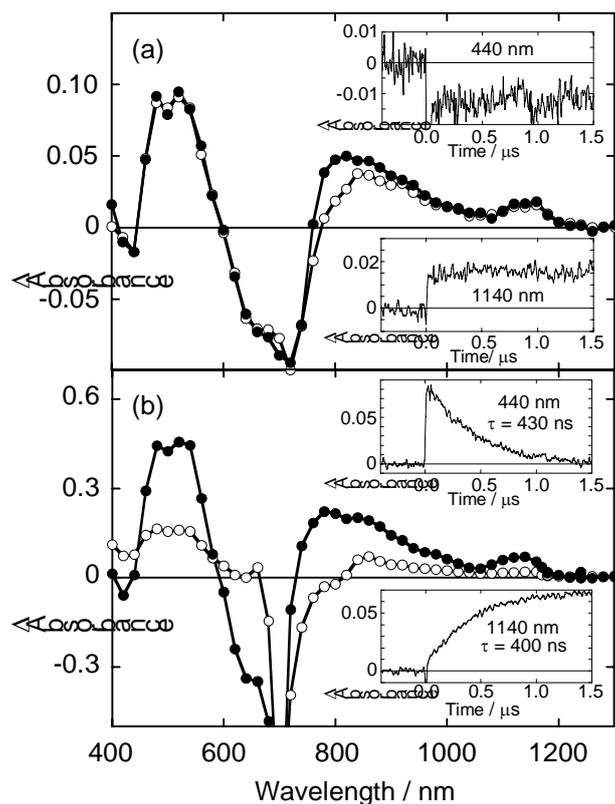 (a)
0.10
0.05
0
-0.05
440 nm
0.01
0
-0.01
0.0 0.5 1.0 1.5
Time / μs
1140 nm
0.02
0
0.0 0.5 1.0 1.5
Time/ μs
(b)
0.6
0.3
0
-0.3
440 nm
τ = 430 ns
0.05
0
0.0 0.5 1.0 1.5
Time / μs
1140 nm
τ = 400 ns
0.05
0
0.0 0.5 1.0 1.5
Time / μs
400 600 800 1000 1200
Wavelength / nm